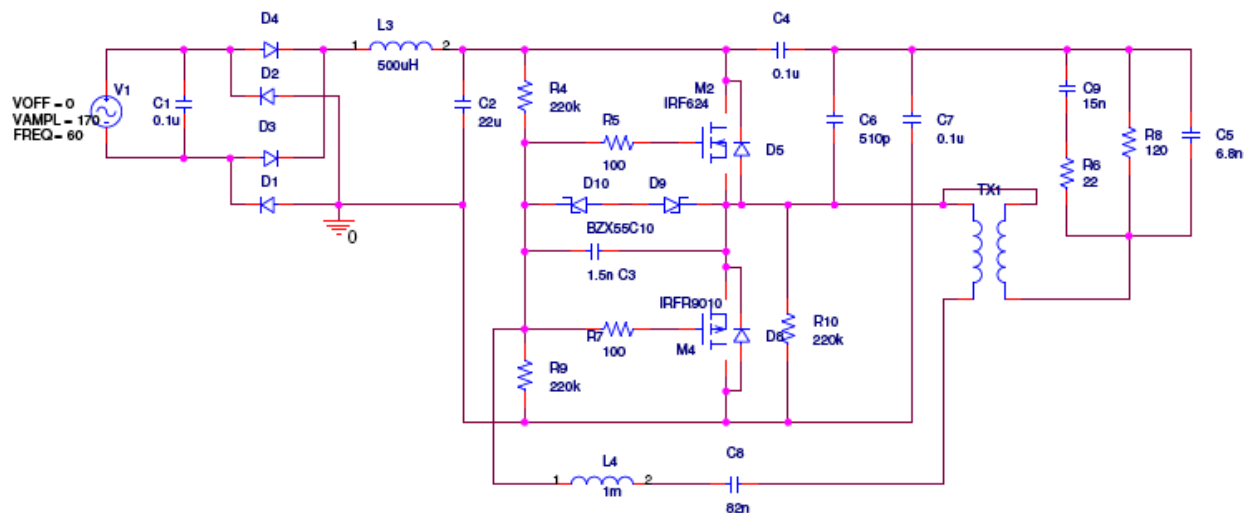 D4
L3
1
2
500uH
C4
0.1u
V1
VOFF = 0
VAMPL = 170
FREQ = 60
C1
0.1u
D2
D3
D1
0
C2
22u
R4
220k
R5
100
M2
IRF624
D5
C6
510p
C7
0.1u
C9
15n
R6
22
R8
120
C5
6.8n
D10
D9
BZX55C10
TX1
1.5n C3
IRFR9010
R7
100
M4
D6
R10
220k
R9
220k
L4
1
2
1m
C8
82n